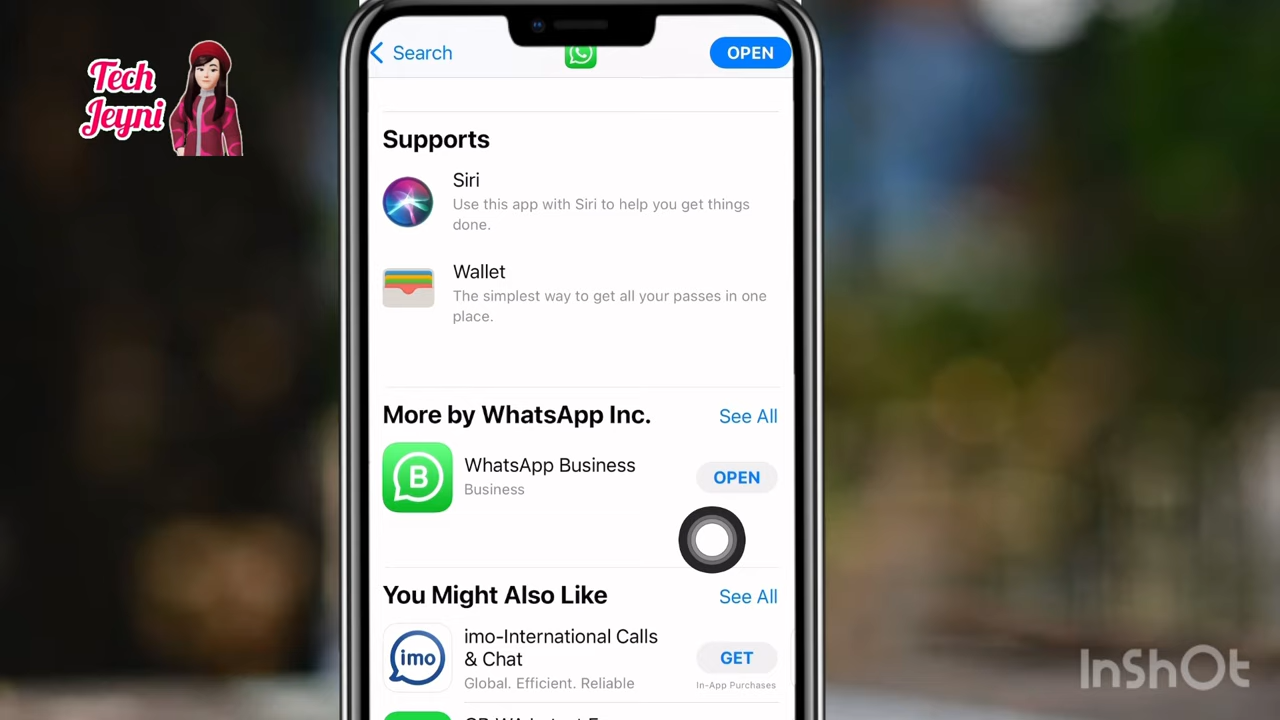 Tech
Jeyni
Search
OPEN
Supports
Siri
Use this app with Siri to help you get things
done.
Wallet
The simplest way to get all your passes in one
place.
More by WhatsApp Inc.
See All
B
WhatsApp Business
Business
OPEN
You Might Also Like
See All
imo
imo-International Calls
& Chat
Global. Efficient. Reliable
GET
In-App Purchases
InShOt